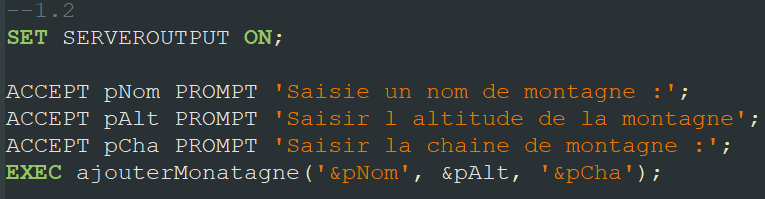 --1.2
SET SERVEROUTPUT ON;
ACCEPT pNom PROMPT 'Saisie un nom de montagne :';
ACCEPT pAlt PROMPT 'Saisir l altitude de la montagne';
ACCEPT pCha PROMPT 'Saisir la chaine de montagne :';
EXEC ajouterMonatagne('&pNom', &pAlt, '&pCha');